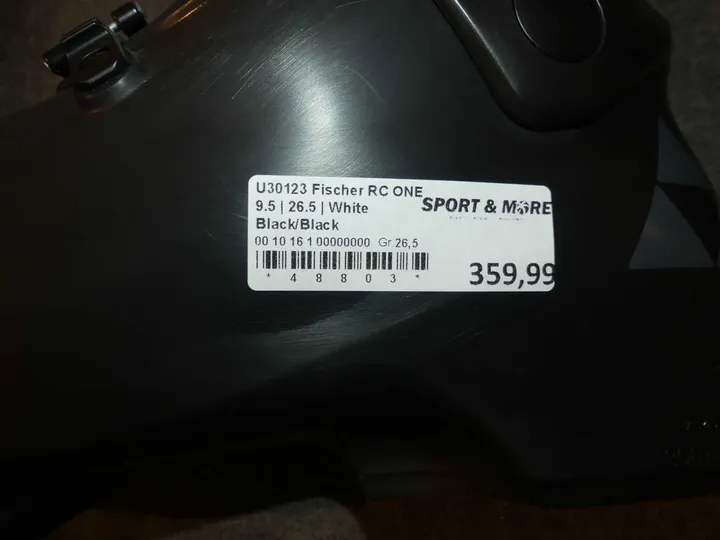 U30123 Fischer RC ONE
9.5 | 26.5 | White
Black/Black
SPORT & MORE
00 10 16 1 00000000 Gr 26,5
* 4 8 8 0 3 *
359,99